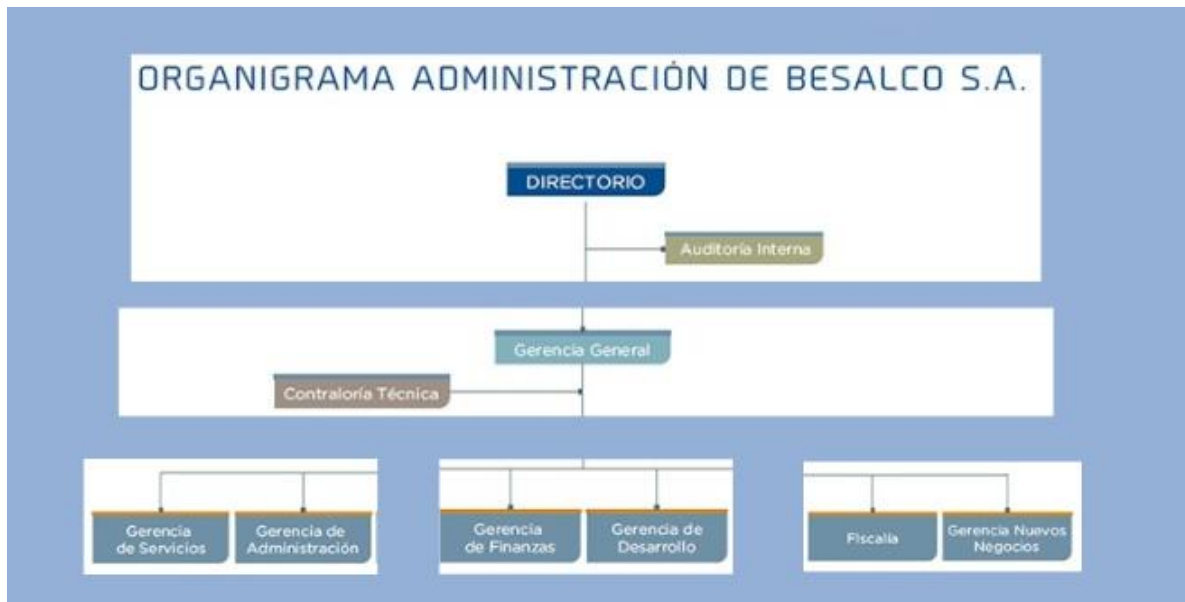 ORGANIGRAMA ADMINISTRACIÓN DE BESALCO S.A.
DIRECTORIO
Auditoría Interna
Gerencia General
Contraloría Técnica
Gerencia
de Servicios
Gerencia de
Administración
Gerencia
de Finanzas
Gerencia de
Desarrollo
Fiscalía
Gerencia Nuevos
Negocios